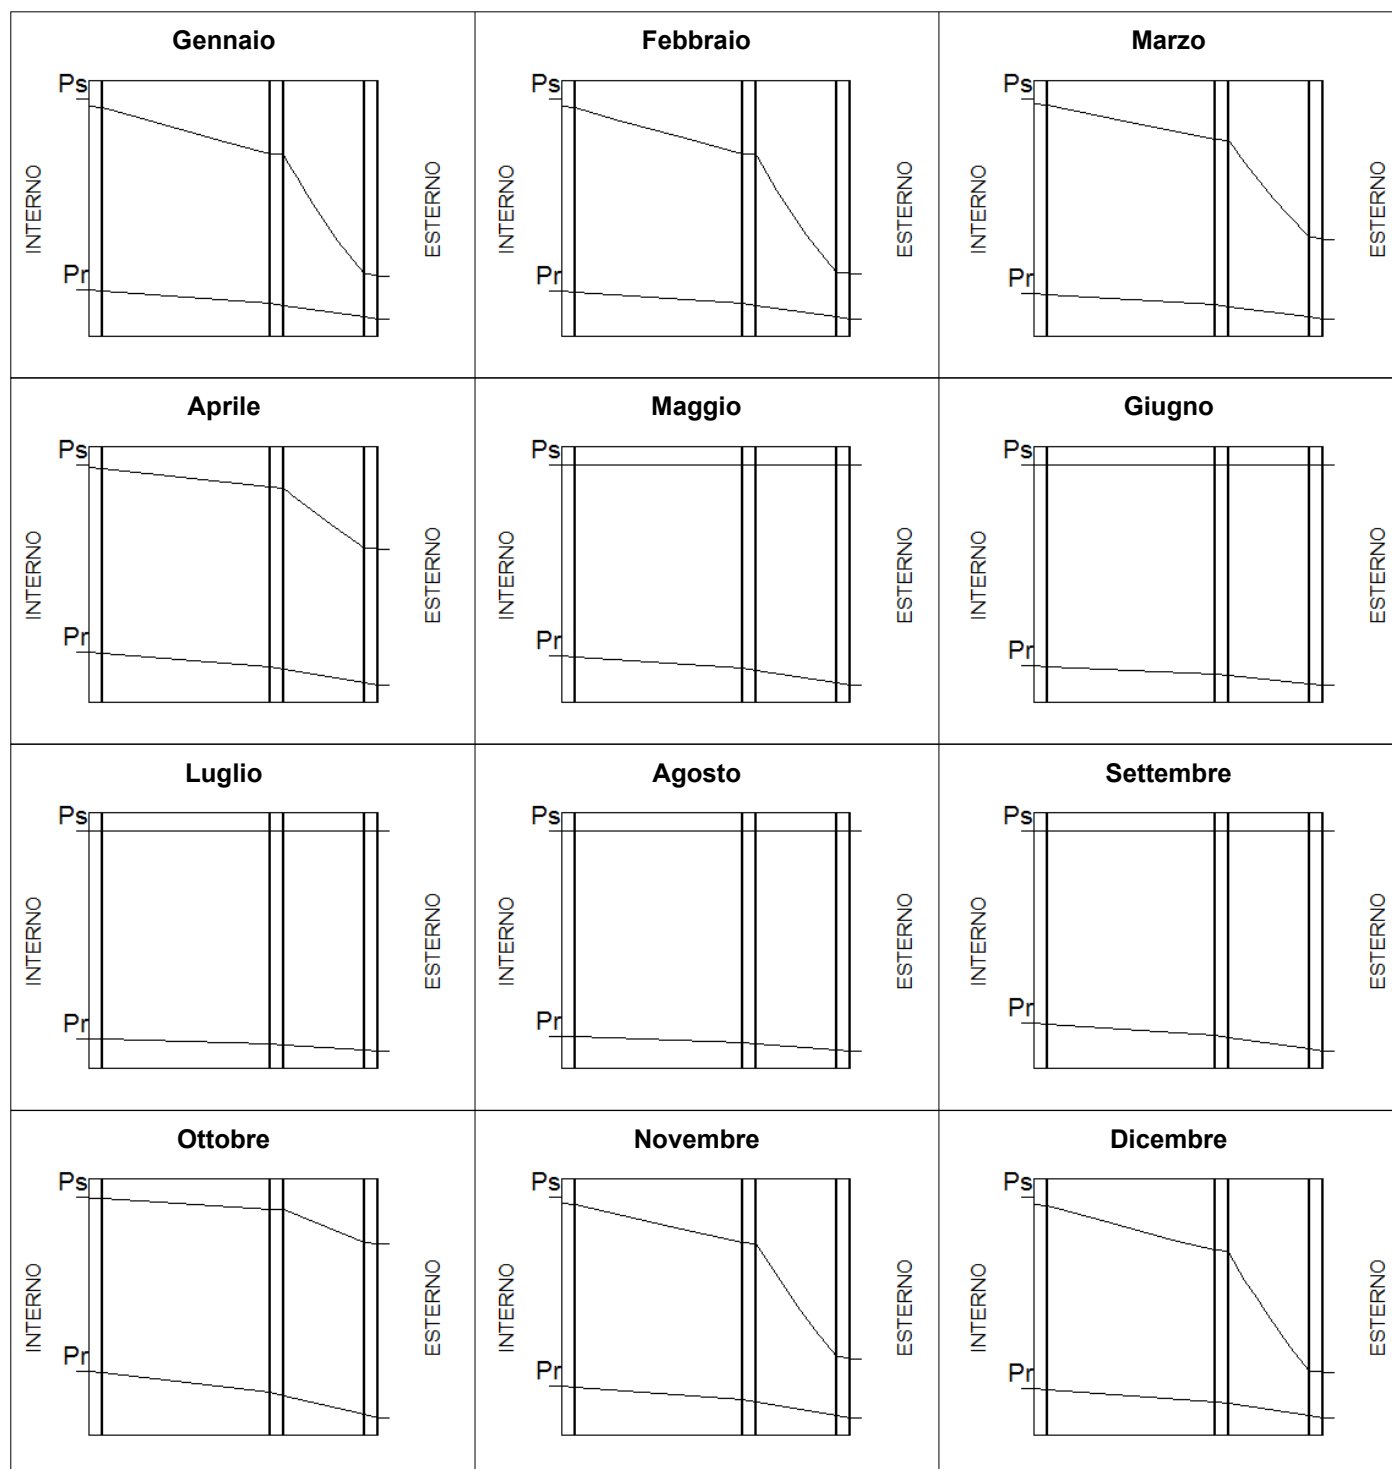 Gennaio
Febbraio
Marzo
Ps
Ps
Ps
INTERNO
ESTERNO
INTERNO
ESTERNO
INTERNO
ESTERNO
Pr
Pr
Pr
Aprile
Maggio
Giugno
Ps
Ps
Ps
INTERNO
ESTERNO
INTERNO
ESTERNO
INTERNO
ESTERNO
Pr
Pr
Pr
Luglio
Agosto
Settembre
Ps
Ps
Ps
INTERNO
ESTERNO
INTERNO
ESTERNO
INTERNO
ESTERNO
Pr
Pr
Pr
Ottobre
Novembre
Dicembre
Ps
Ps
Ps
INTERNO
ESTERNO
INTERNO
ESTERNO
INTERNO
ESTERNO
Pr
Pr
Pr